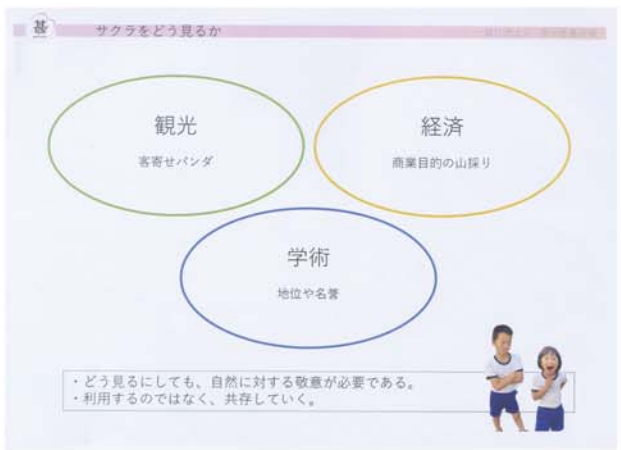 甚
サクラをどう見るか
観光
客寄せパンダ
経済
商業目的の山採り
学術
地位や名誉
・どう見るにしても、自然に対する敬意が必要である。
・利用するのではなく、共存していく。